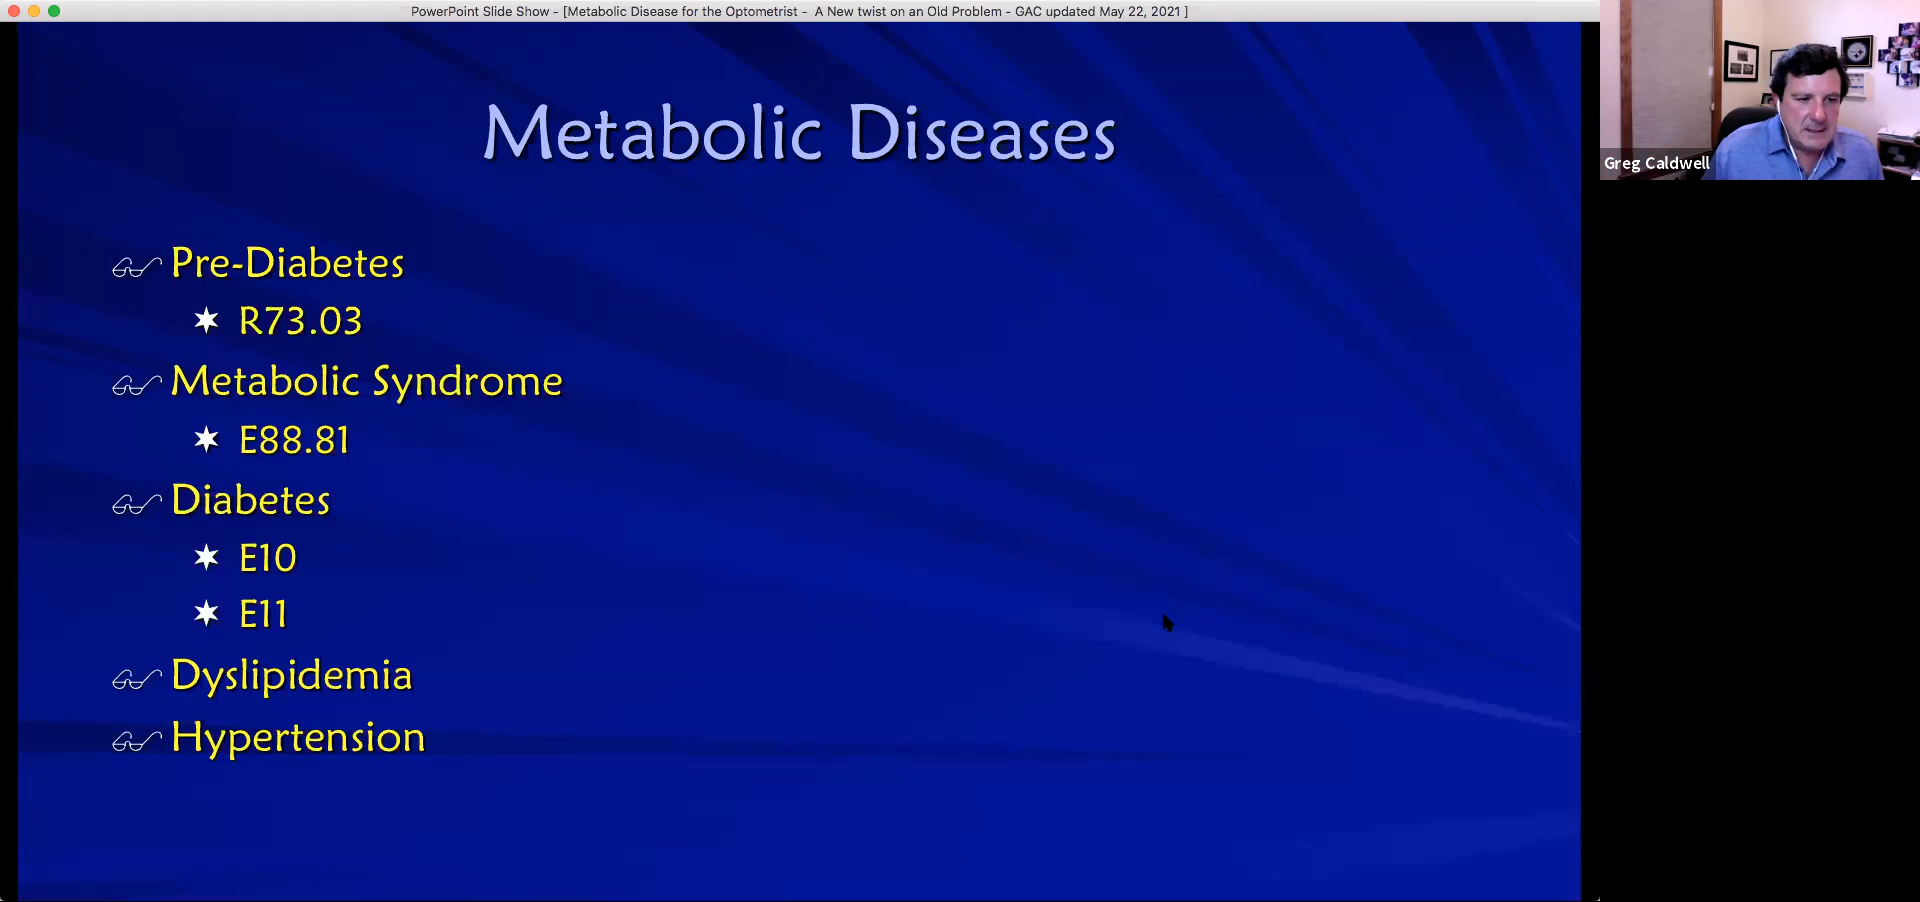 PowerPoint Slide Show - [Metabolic Disease for the Optometrist - A New twist on an Old Problem - GAC updated May 22, 2021 ]
Metabolic Diseases
Pre-Diabetes
R73.03
Metabolic Syndrome
E88.81
Diabetes
E10
E11
Dyslipidemia
Hypertension
Greg Caldwell